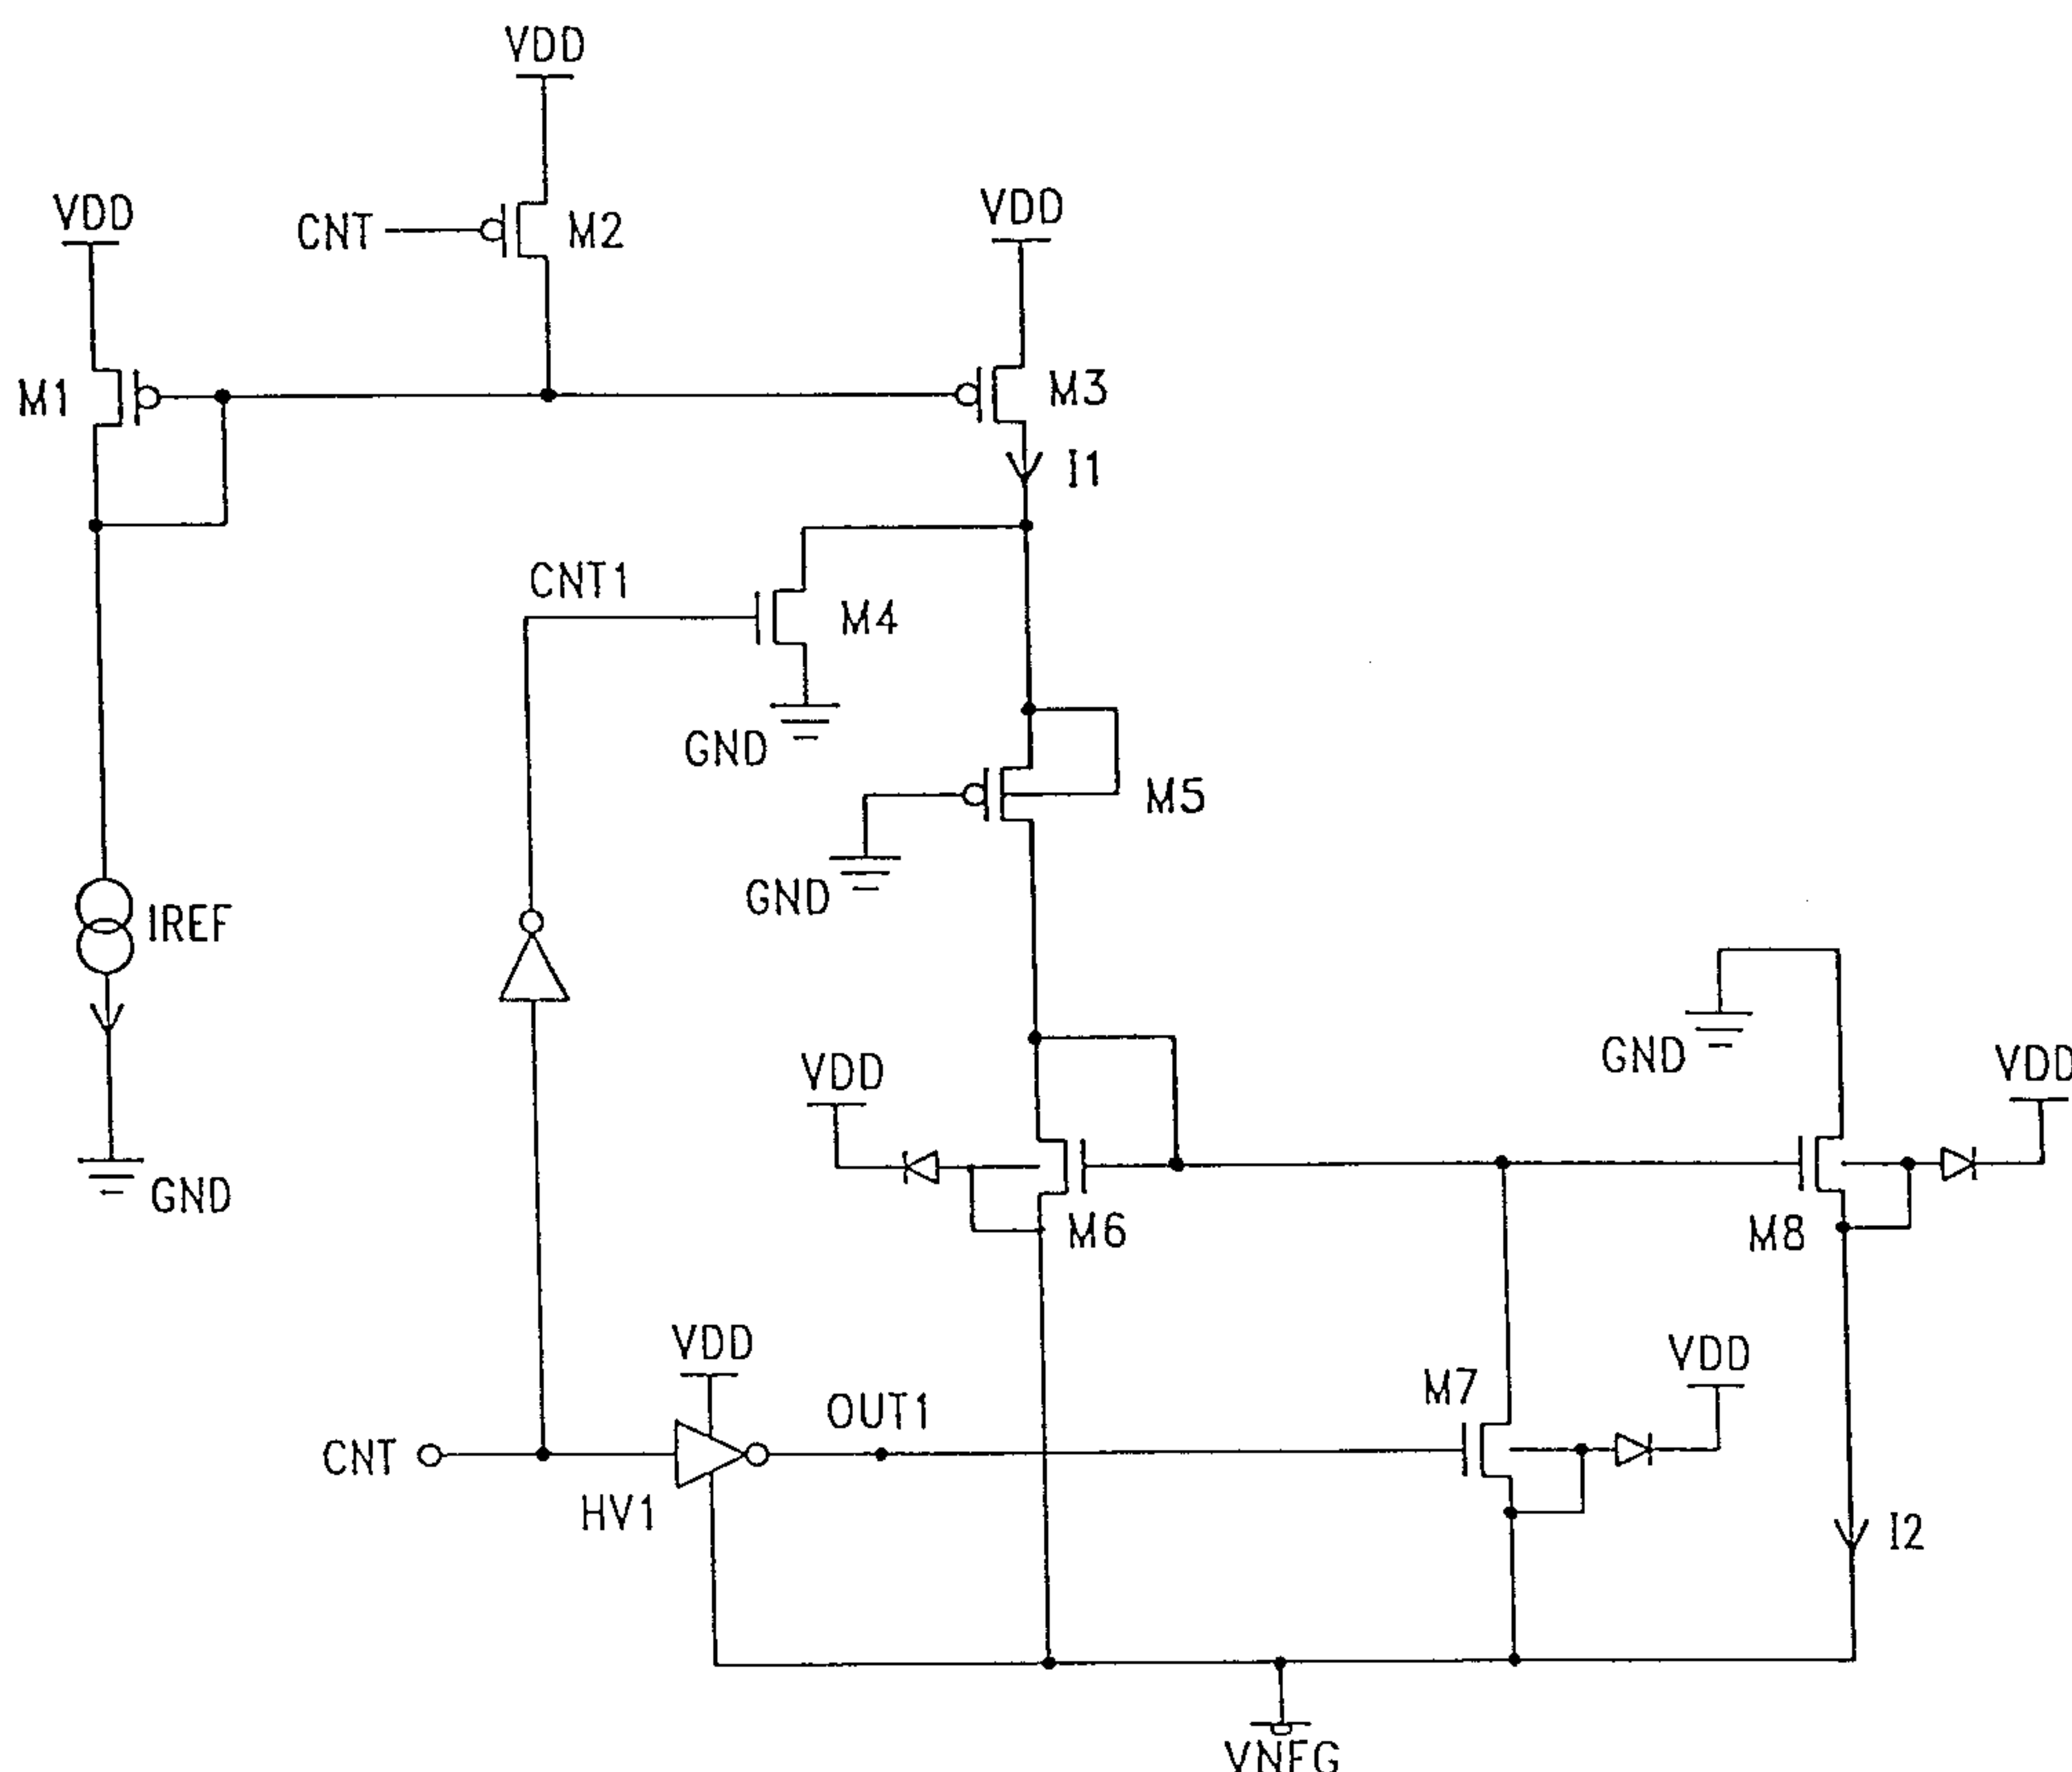 VDD
VDD
CNT
M2
VDD
M1
M3
I1
CNT1
M4
GND
M5
GND
IREF
GND
VDD
GND
VDD
M6
M8
VDD
OUT1
M7
VDD
CNT
HV1
I2
VNEG